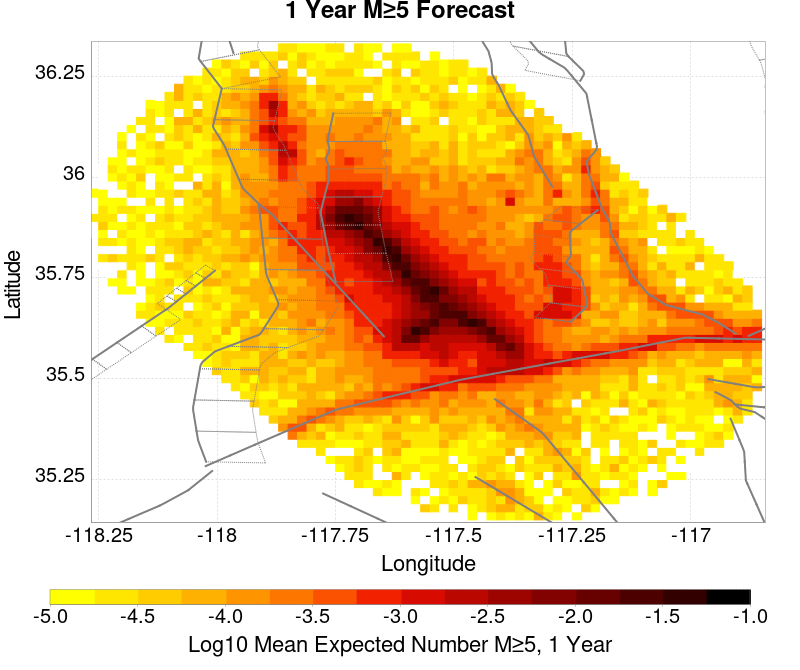 1 Year M≥5 Forecast
36.25
36
35.75
35.5
35.25
Latitude
-118.25 -118 -117.75 -117.5 -117.25 -117
Longitude
-5.0 -4.5 -4.0 -3.5 -3.0 -2.5 -2.0 -1.5 -1.0
Log10 Mean Expected Number M≥5, 1 Year